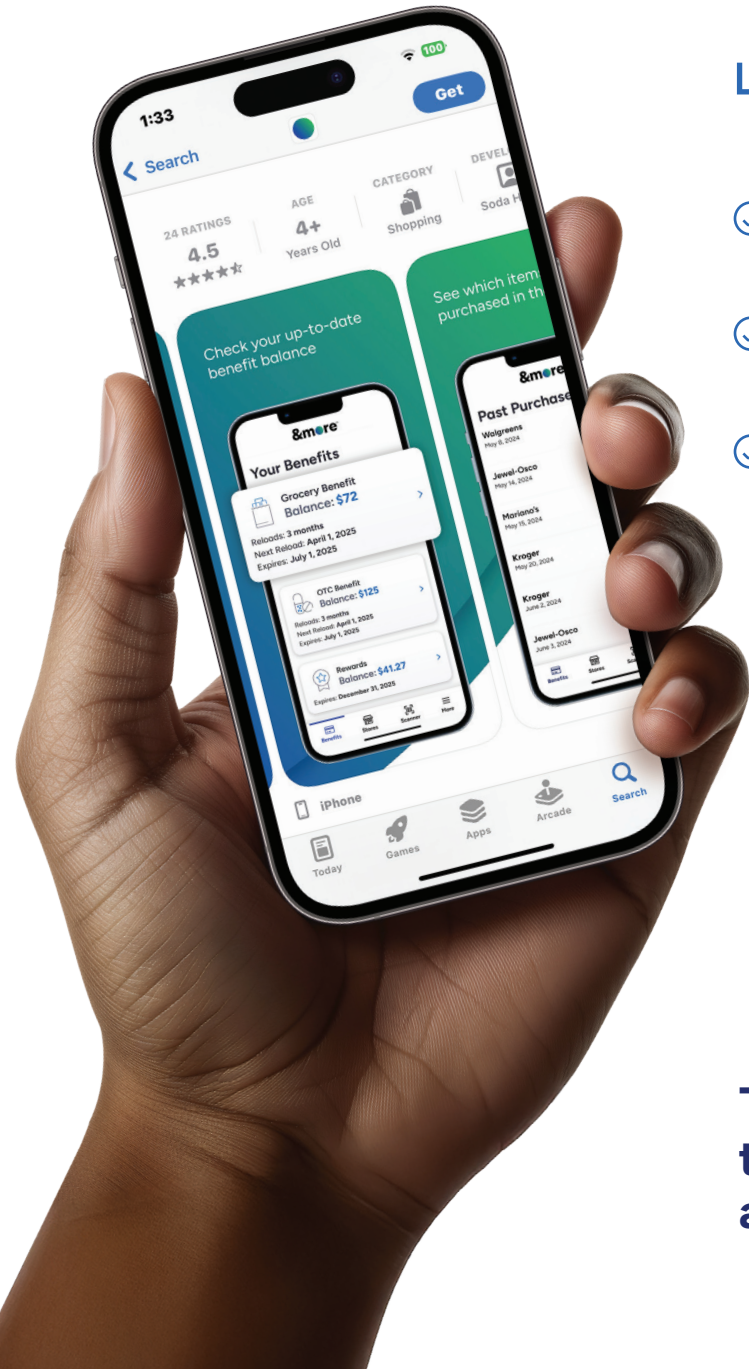 1:33
100
Search
Get
24 RATINGS
4.5
AGE
4+
Years Old
CATEGORY
Shopping
Soda
Check your up-to-date
benefit balance
&more
Your Benefits
Grocery Benefit
Balance: $72
Reloads: 3 months
Next Reload: April 1, 2025
Expires: July 1, 2025
OTC Benefit
Balance: $125
Reloads: 3 months
Next Reload: April 1, 2025
Expires: July 1, 2025
Rewards
Balance: $41.27
Expires: December 31, 2025
Benefits
Stores
Scanner
More
See which item
purchased in th
&more
Past Purchase
Walgreens
May 8, 2024
Jewel-Osco
May 14, 2024
Mariano's
May 15, 2024
Kroger
May 20, 2024
Kroger
June 2, 2024
Jewel-Osco
June 3, 2024
Benefits
Stores
iPhone
Today
Games
Apps
Arcade
Search
L
t
a